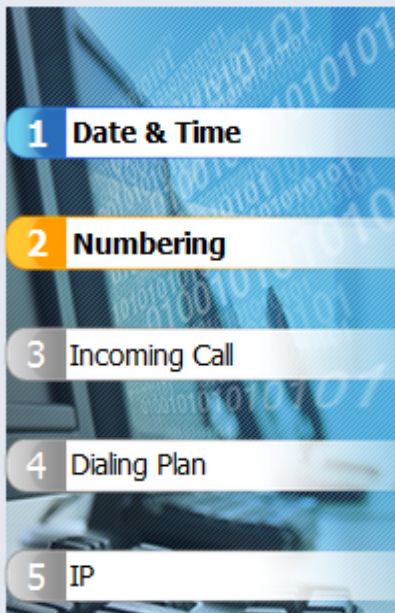 1 Date & Time
2 Numbering
3 Incoming Call
4 Dialing Plan
5 IP